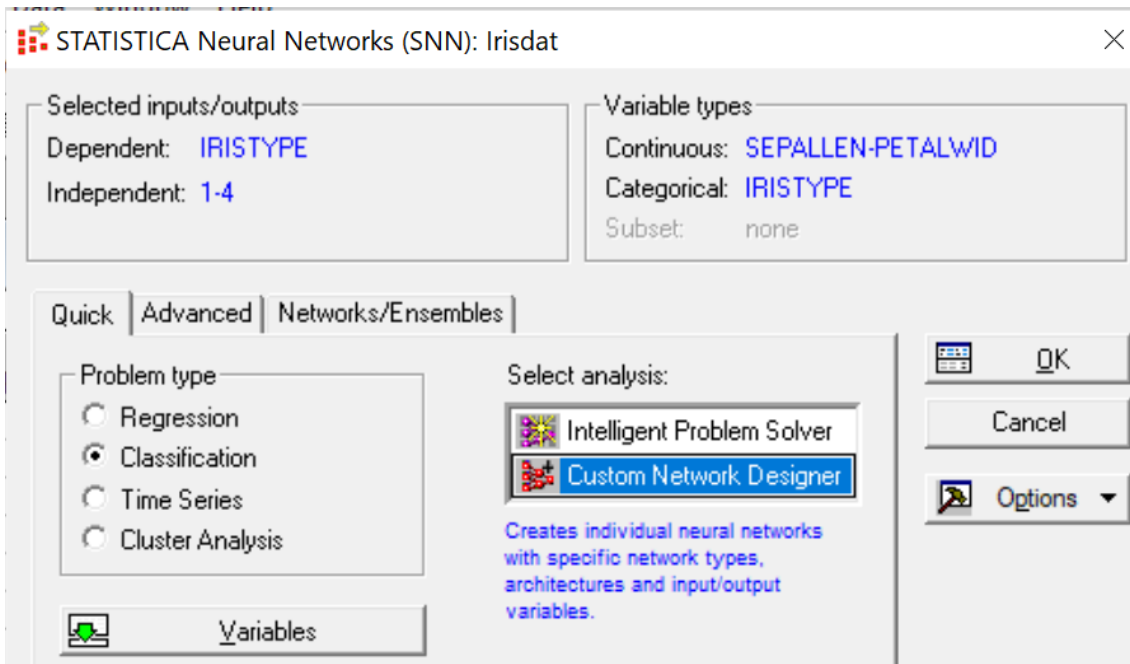 STATISTICA Neural Networks (SNN): Irisdat
Selected inputs/outputs
Dependent: IRISTYPE
Independent: 1-4
Variable types
Continuous: SEPALLEN-PETALWID
Categorical: IRISTYPE
Subset: none
Quick Advanced Networks/Ensembles
Problem type
Regression
Classification
Time Series
Cluster Analysis
Variables
Select analysis:
Intelligent Problem Solver
Custom Network Designer
Creates individual neural networks
with specific network types,
architectures and input/output
variables.
OK
Cancel
Options